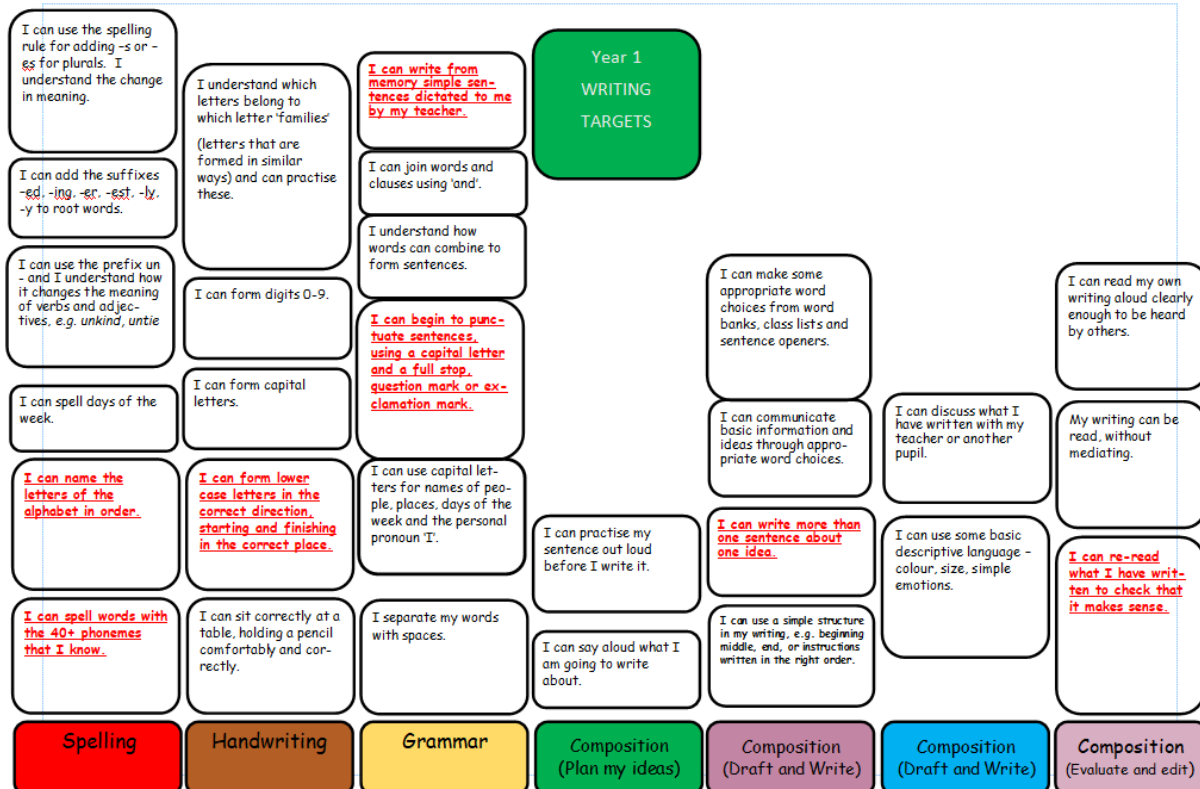 I can use the spelling
rule for adding –s or –
es for plurals. I
understand the change
in meaning.
I can add the suffixes
–ed, -ing, -er, -est, -ly,
-y to root words.
I can use the prefix un
- and I understand how
it changes the meaning
of verbs and adjec-
tives, e.g. unkind, untie
I can spell days of the
week.
I can name the
letters of the
alphabet in order.
I can spell words with
the 40+ phonemes
that I know.
Spelling
I understand which
letters belong to
which letter ‘families’
(letters that are
formed in similar
ways) and can practise
these.
I can form digits 0-9.
I can form capital
letters.
I can form lower
case letters in the
correct direction,
starting and finishing
in the correct place.
I can sit correctly at a
table, holding a pencil
comfortably and cor-
rectly.
Handwriting
I can write from
memory simple sen-
tences dictated to me
by my teacher.
I can join words and
clauses using ‘and’.
I understand how
words can combine to
form sentences.
I can begin to punc-
tuate sentences,
using a capital letter
and a full stop,
question mark or ex-
clamation mark.
I can use capital let-
ters for names of peo-
ple, places, days of the
week and the personal
pronoun ‘I’.
I separate my words
with spaces.
Grammar
Year 1
WRITING
TARGETS
I can practise my
sentence out loud
before I write it.
I can say aloud what I
am going to write
about.
Composition
(Plan my ideas)
I can make some
appropriate word
choices from word
banks, class lists and
sentence openers.
I can communicate
basic information and
ideas through appro-
priate word choices.
I can write more than
one sentence about
one idea.
I can use a simple structure
in my writing, e.g. beginning
middle, end, or instructions
written in the right order.
Composition
(Draft and Write)
I can discuss what I
have written with my
teacher or another
pupil.
I can use some basic
descriptive language –
colour, size, simple
emotions.
Composition
(Draft and Write)
I can read my own
writing aloud clearly
enough to be heard
by others.
My writing can be
read, without
mediating.
I can re-read
what I have writ-
ten to check that
it makes sense.
Composition
(Evaluate and edit)